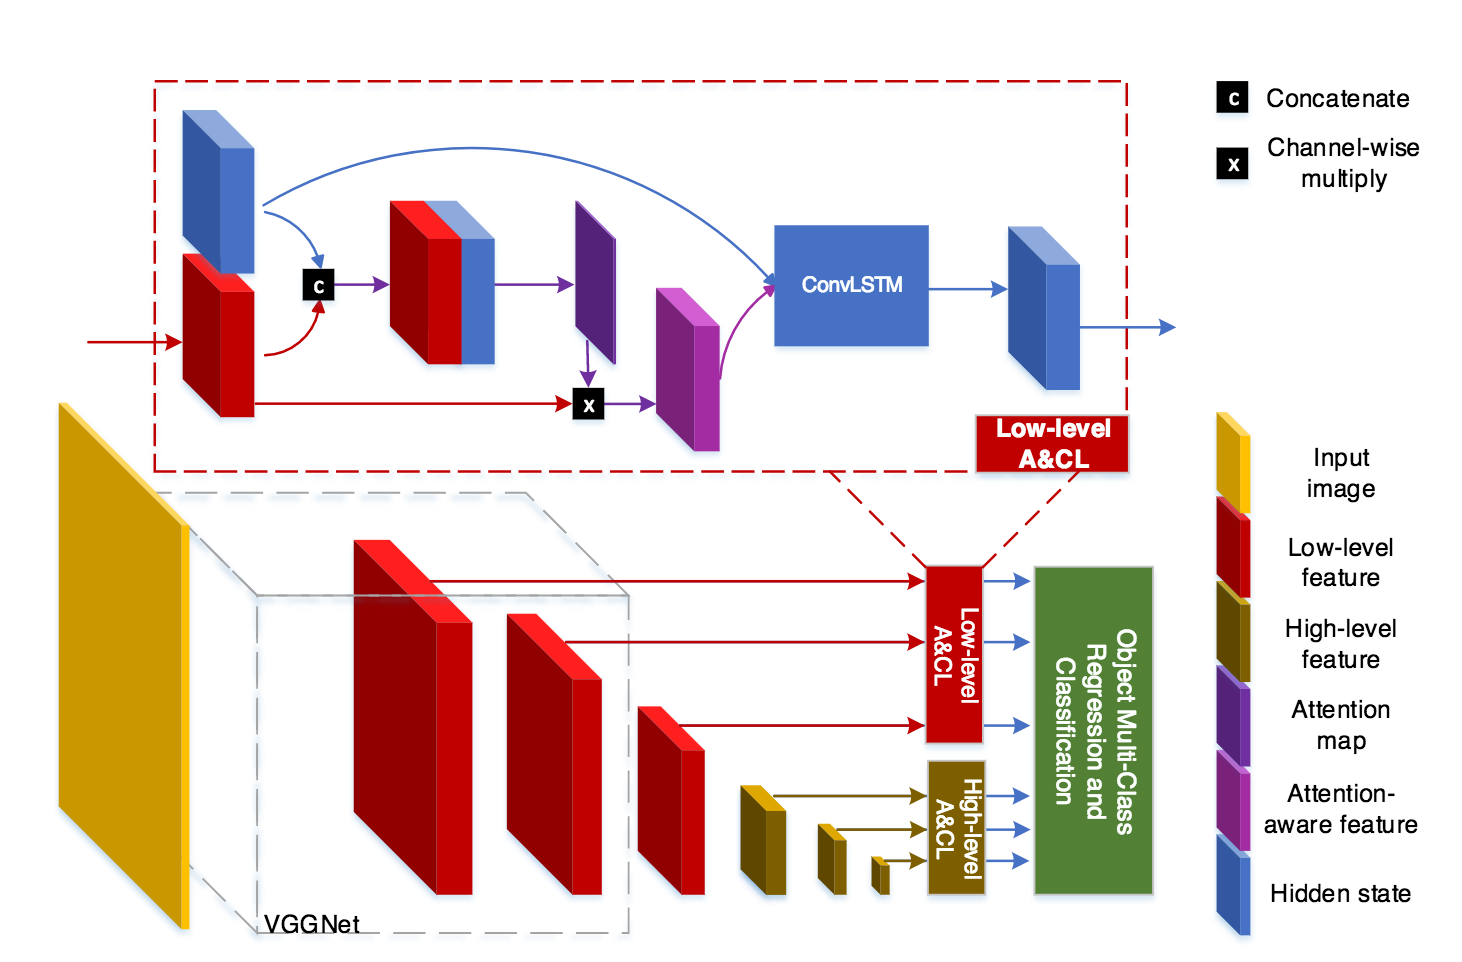 c Concatenate
x Channel-wise
multiply
c
ConvLSTM
x
Low-level
A&CL
Input
image
Low-level
feature
High-level
feature
Attention
map
Attention-
aware feature
Hidden state
Low-level
A&CL
High-level
A&CL
Object Multi-Class
Regression and
Classification
VGGNet